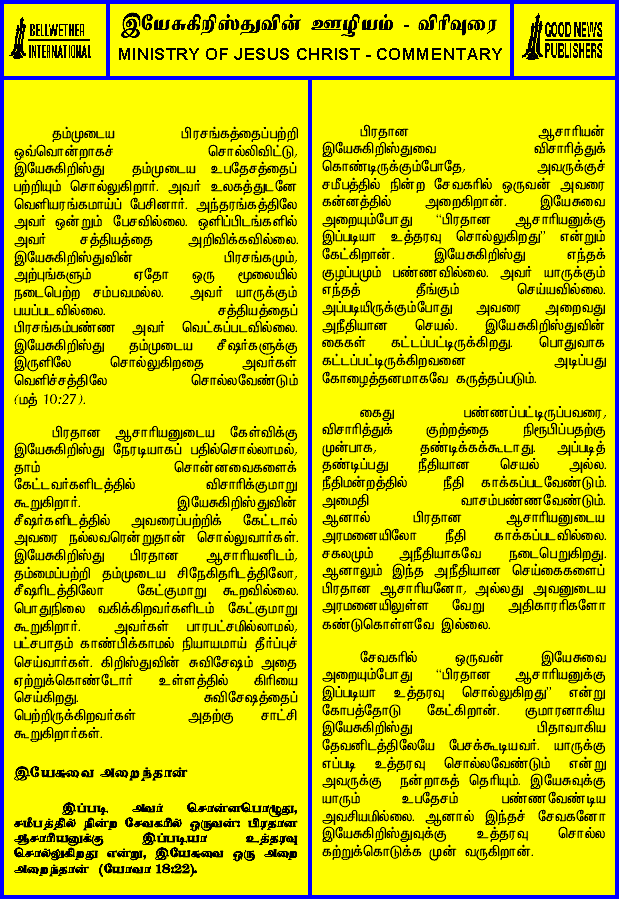 BELLWETHER
INTERNATIONAL
இயேசுகிறிஸ்துவின் ஊழியம் - விரிவுரை
MINISTRY OF JESUS CHRIST - COMMENTARY
GOOD NEWS
PUBLISHERS
தம்முடைய பிரசங்கத்தைப்பற்றி
ஒவ்வொன்றாகச் சொல்லிவிட்டு,
இயேசுகிறிஸ்து தம்முடைய உபதேசத்தைப்
பற்றியும் சொல்லுகிறார். அவர் உலகத்துடனே
வெளியரங்கமாய்ப் பேசினார். அந்தரங்கத்திலே
அவர் ஒன்றும் பேசவில்லை. ஒளிப்பிடங்களில்
அவர் சத்தியத்தை அறிவிக்கவில்லை.
இயேசுகிறிஸ்துவின் பிரசங்கமும்,
அற்புங்களும் ஏதோ ஒரு மூலையில்
நடைபெற்ற சம்பவமல்ல. அவர் யாருக்கும்
பயப்படவில்லை. சத்தியத்தைப்
பிரசங்கம்பண்ண அவர் வெட்கப்படவில்லை.
இயேசுகிறிஸ்து தம்முடைய சீஷர்களுக்கு
இருளிலே சொல்லுகிறதை அவர்கள்
வெளிச்சத்திலே சொல்லவேண்டும்
(மத் 10:27).
பிரதான ஆசாரியனுடைய கேள்விக்கு
இயேசுகிறிஸ்து நேரடியாகப் பதில்சொல்லாமல்,
தாம் சொன்னவைகளைக்
கேட்டவர்களிடத்தில் விசாரிக்குமாறு
கூறுகிறார். இயேசுகிறிஸ்துவின்
சீஷர்களிடத்தில் அவரைப்பற்றிக் கேட்டால்
அவரை நல்லவரென்றுதான் சொல்லுவார்கள்.
இயேசுகிறிஸ்து பிரதான ஆசாரியனிடம்,
தம்மைப்பற்றி தம்முடைய சிநேகிதரிடத்திலோ,
சீஷரிடத்திலோ கேட்குமாறு கூறவில்லை.
பொதுநிலை வகிக்கிறவர்களிடம் கேட்குமாறு
கூறுகிறார். அவர்கள் பாரபட்சமில்லாமல்,
பட்சபாதம் காண்பிக்காமல் நியாயமாய் தீர்ப்புச்
செய்வார்கள். கிறிஸ்துவின் சுவிசேஷம் அதை
ஏற்றுக்கொண்டோர் உள்ளத்தில் கிரியை
செய்கிறது. சுவிசேஷத்தைப்
பெற்றிருக்கிறவர்கள் அதற்கு சாட்சி
கூறுகிறார்கள்.
இயேசுவை அறைந்தான்
இப்படி அவர் சொன்னபொழுது,
சமீபத்தில் நின்ற சேவகரில் ஒருவன்: பிரதான
ஆசாரியனுக்கு இப்படியா உத்தரவு
சொல்லுகிறது என்று, இயேசுவை ஒரு அறை
அறைந்தான் (யோவா 18:22).
பிரதான ஆசாரியன்
இயேசுகிறிஸ்துவை விசாரித்துக்
கொண்டிருக்கும்போதே, அவருக்குச்
சமீபத்தில் நின்ற சேவகரில் ஒருவன் அவரை
கன்னத்தில் அறைகிறான். இயேசுவை
அறையும்போது "பிரதான ஆசாரியனுக்கு
இப்படியா உத்தரவு சொல்லுகிறது" என்றும்
கேட்கிறான். இயேசுகிறிஸ்து எந்தக்
குழப்பமும் பண்ணவில்லை. அவர் யாருக்கும்
எந்தத் தீங்கும் செய்யவில்லை.
அப்படியிருக்கும்போது அவரை அறைவது
அநீதியான செயல். இயேசுகிறிஸ்துவின்
கைகள் கட்டப்பட்டிருக்கிறது. பொதுவாக
கட்டப்பட்டிருக்கிறவனை அடிப்பது
கோழைத்தனமாகவே கருத்தப்படும்.
கைது பண்ணப்பட்டிருப்பவரை,
விசாரித்துக் குற்றத்தை நிரூபிப்பதற்கு
முன்பாக, தண்டிக்கக்கூடாது. அப்படித்
தண்டிப்பது நீதியான செயல் அல்ல.
நீதிமன்றத்தில் நீதி காக்கப்படவேண்டும்.
அமைதி வாசம்பண்ணவேண்டும்.
ஆனால் பிரதான ஆசாரியனுடைய
அரமனையிலோ நீதி காக்கப்படவில்லை.
சகலமும் அநீதியாகவே நடைபெறுகிறது.
ஆனாலும் இந்த அநீதியான செய்கைகளைப்
பிரதான ஆசாரியனோ, அல்லது அவனுடைய
அரமனையிலுள்ள வேறு அதிகாரரிகளோ
கண்டுகொள்ளவே இல்லை.
சேவகரில் ஒருவன் இயேசுவை
அறையும்போது "பிரதான ஆசாரியனுக்கு
இப்படியா உத்தரவு சொல்லுகிறது" என்று
கோபத்தோடு கேட்கிறான். குமாரனாகிய
இயேசுகிறிஸ்து பிதாவாகிய
தேவனிடத்திலேயே பேசக்கூடியவர். யாருக்கு
எப்படி உத்தரவு சொல்லவேண்டும் என்று
அவருக்கு நன்றாகத் தெரியும். இயேசுவுக்கு
யாரும் உபதேசம் பண்ணவேண்டிய
அவசியமில்லை. ஆனால் இந்தச் சேவகனோ
இயேசுகிறிஸ்துவுக்கு உத்தரவு சொல்ல
கற்றுக்கொடுக்க முன் வருகிறான்.